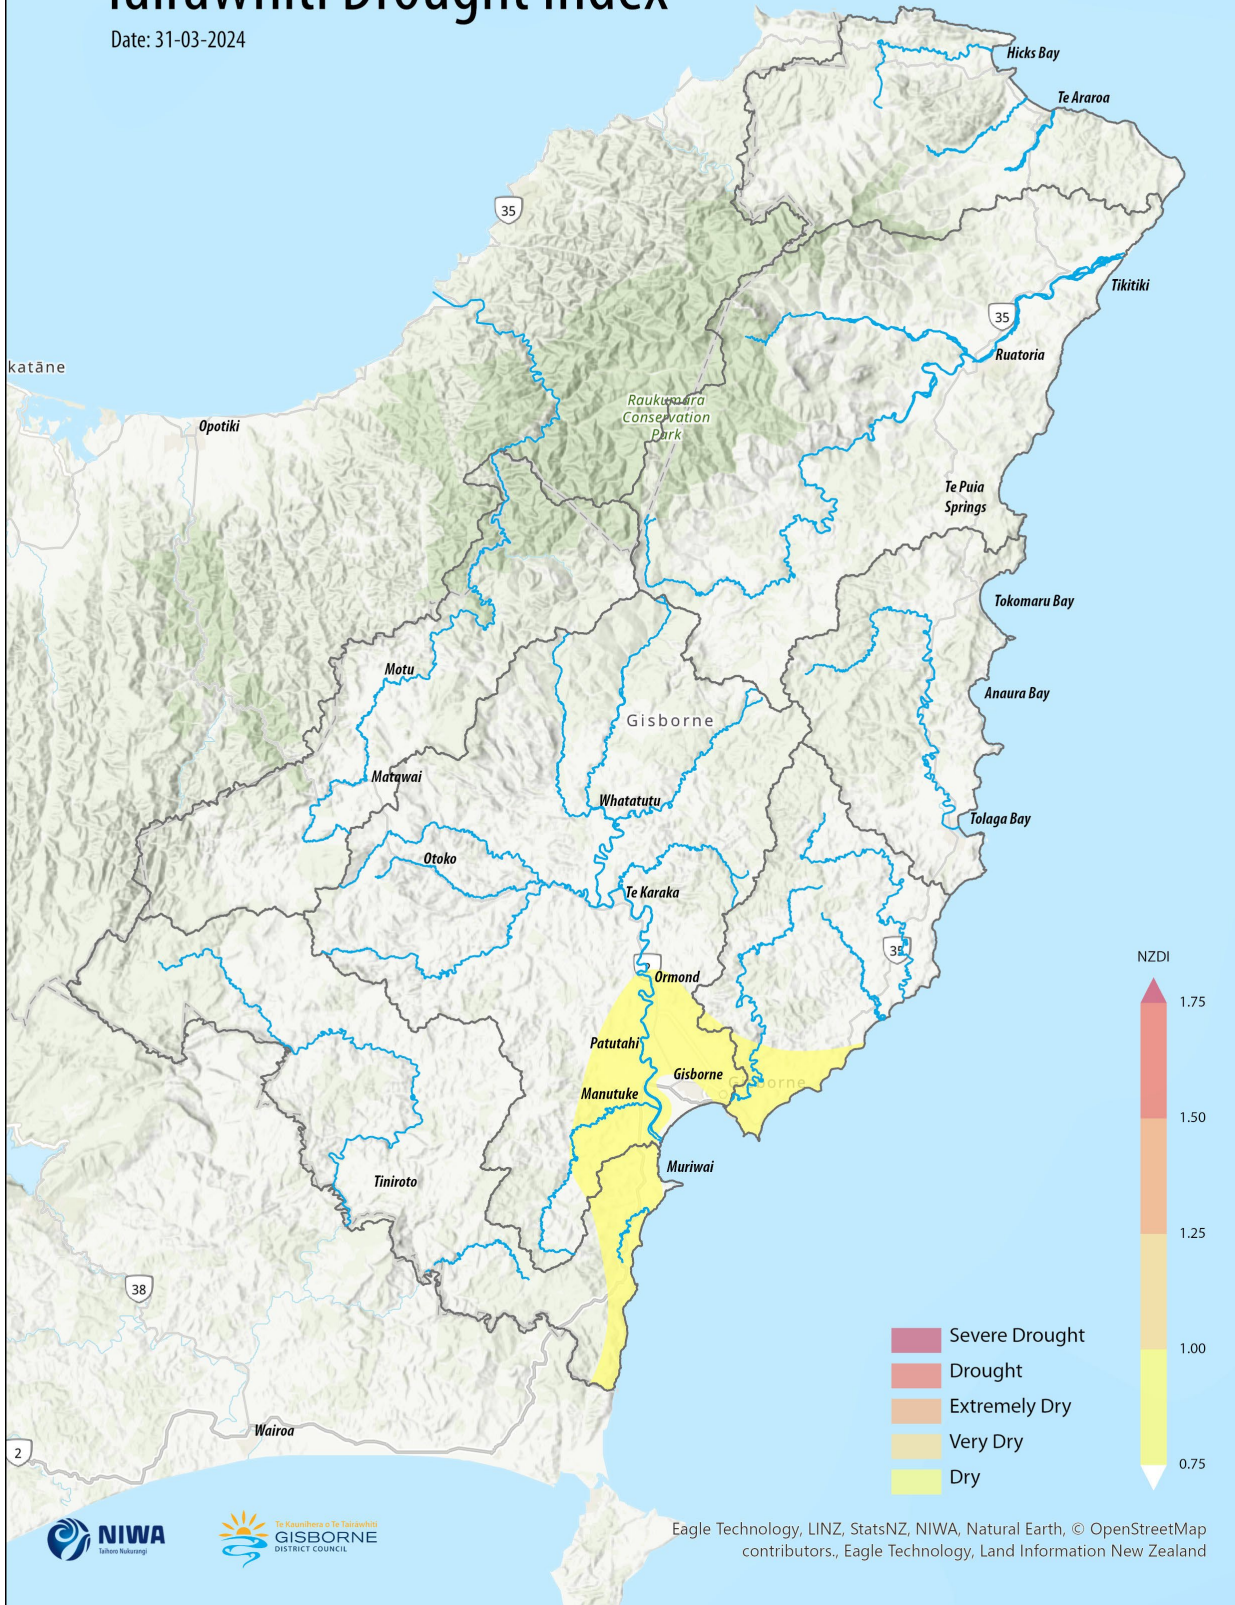 Tairāwhiti Drought Index
Date: 31-03-2024
Hicks Bay
Te Araroa
35
Tikitiki
35
Ruatoria
katāne
Raukumara
Conservation
Park
Opotiki
Te Puia
Springs
Tokomaru Bay
Motu
Anaura Bay
Gisborne
Matawai
Whatatutu
Tolaga Bay
Otoko
Te Karaka
35
NZDI
2
Ormond
1.75
Patutahi
Gisborne
Gisborne
Manutuke
1.50
Muriwai
Tiniroto
1.25
38
Severe Drought
1.00
Drought
Extremely Dry
Wairoa
Very Dry
2
0.75
Dry
NIWA
Taihoro Nukurangi
Te Kaunihera o Te Tairāwhiti
GISBORNE
DISTRICT COUNCIL
Eagle Technology, LINZ, StatsNZ, NIWA, Natural Earth, © OpenStreetMap
contributors., Eagle Technology, Land Information New Zealand